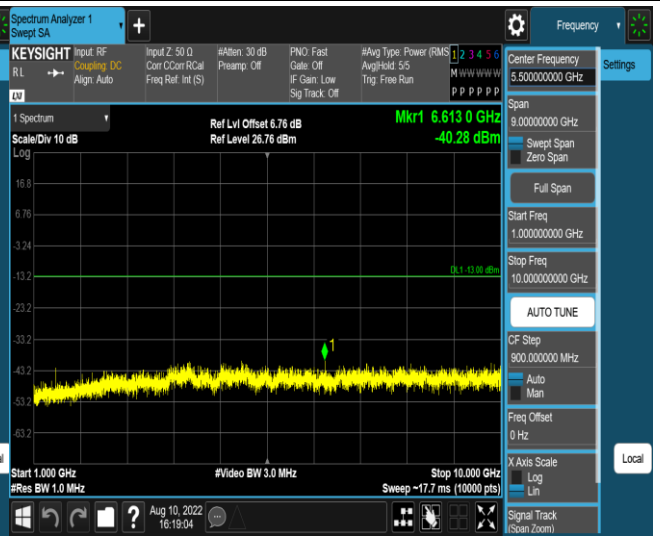 Spectrum Analyzer 1
Swept SA
+
Frequency
KEYSIGHT
RL
LXI
Input: RF
Coupling: DC
Align: Auto
Input Z: 50 Ω
Corr CCorr RCal
Freq Ref: Int (S)
#Atten: 30 dB
Preamp: Off
PNO: Fast
Gate: Off
IF Gain: Low
Sig Track: Off
#Avg Type: Power (RMS
Avg|Hold: 5/5
Trig: Free Run
1 2 3 4 5 6
M W W W W W
P P P P P P
1 Spectrum
Scale/Div 10 dB
Log
Ref Lvl Offset 6.76 dB
Ref Level 26.76 dBm
Mkr1 6.613 0 GHz
-40.28 dBm
16.8
6.76
-3.24
-13.2
-23.2
-33.2
-43.2
-53.2
-63.2
DL1 -13.00 dBm
1
Start 1.000 GHz
#Res BW 1.0 MHz
#Video BW 3.0 MHz
Stop 10.000 GHz
Sweep ~17.7 ms (10000 pts)
?
Aug 10, 2022
16:19:04
Center Frequency
5.500000000 GHz
Span
9.00000000 GHz
Swept Span
Zero Span
Full Span
Start Freq
1.000000000 GHz
Stop Freq
10.000000000 GHz
AUTO TUNE
CF Step
900.000000 MHz
Auto
Man
Freq Offset
0 Hz
X Axis Scale
Log
Lin
Signal Track
(Span Zoom)
Settings
Local